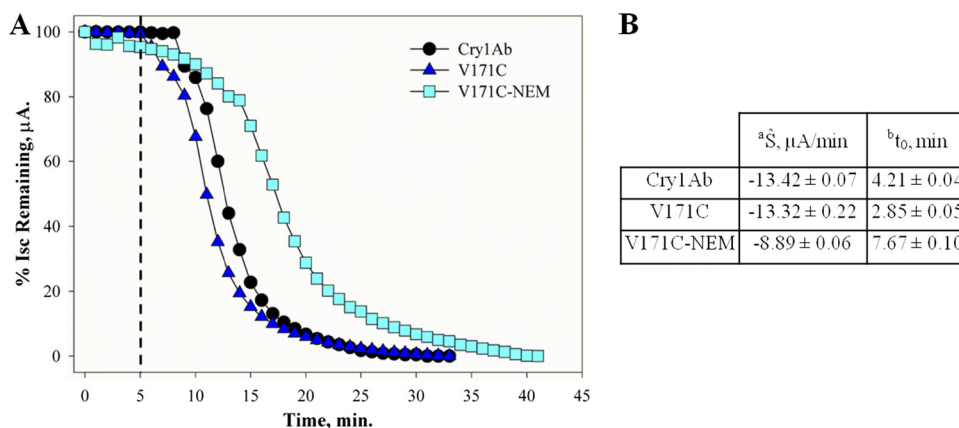 A
B
100
80
60
40
20
0
% Isc Remaining, µA.
Cry1Ab
V171C
V171C-NEM
0 5 10 15 20 25 30 35 40 45
Time, min.
ᵃŜ, µA/min ᵇt₀, min
Cry1Ab -13.42 ± 0.07 4.21 ± 0.04
V171C -13.32 ± 0.22 2.85 ± 0.05
V171C-NEM -8.89 ± 0.06 7.67 ± 0.10